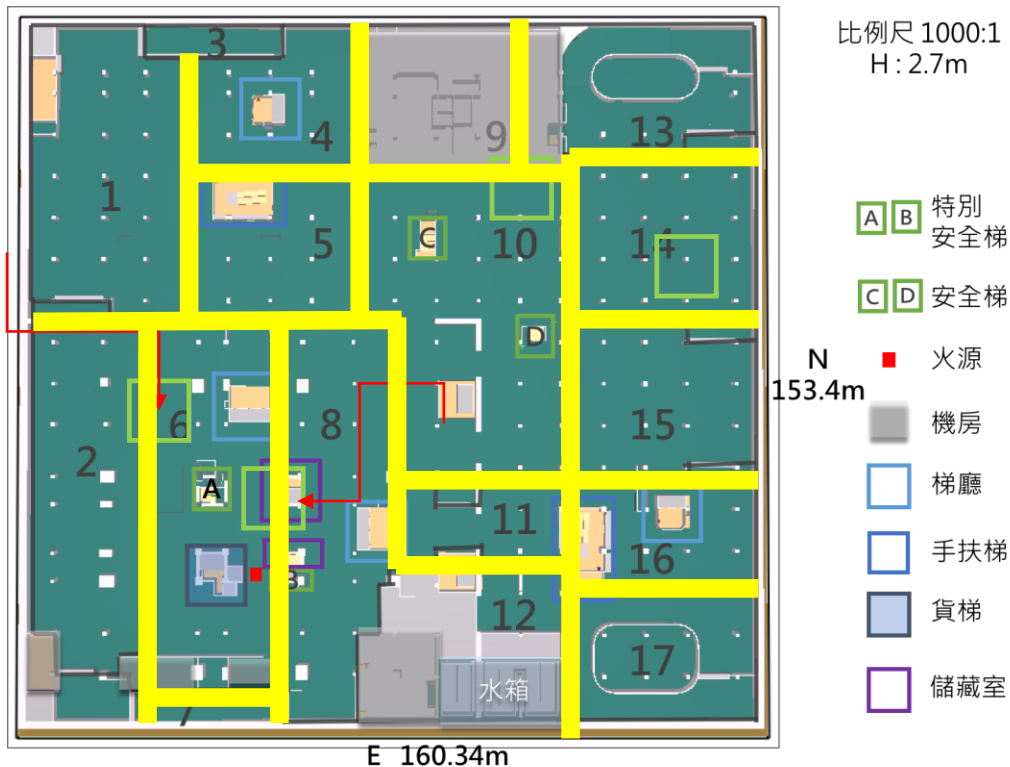 比例尺 1000:1
H : 2.7m
3
4
9
13
1
5
C
10
14
D
N
153.4m
2
6
8
15
A
B
11
16
12
17
7
水箱
E 160.34m
A B 特別
安全梯
C D 安全梯
火源
機房
梯廳
手扶梯
貨梯
儲藏室